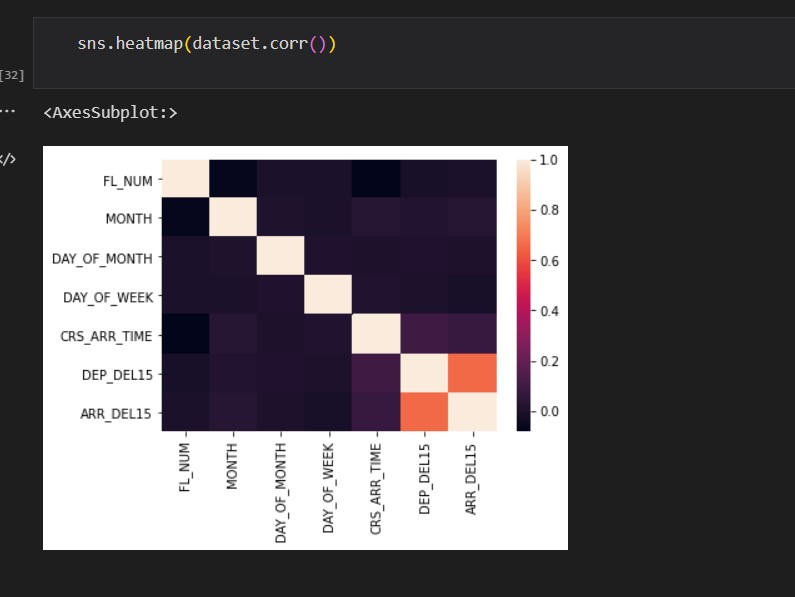 sns.heatmap(dataset.corr())
[32]
...
<AxesSubplot:>
</>
FL_NUM
MONTH
DAY_OF_MONTH
DAY_OF_WEEK
CRS_ARR_TIME
DEP_DEL15
ARR_DEL15
1.0
0.8
0.6
0.4
0.2
0.0
FL_NUM
MONTH
DAY_OF_MONTH
DAY_OF_WEEK
CRS_ARR_TIME
DEP_DEL15
ARR_DEL15